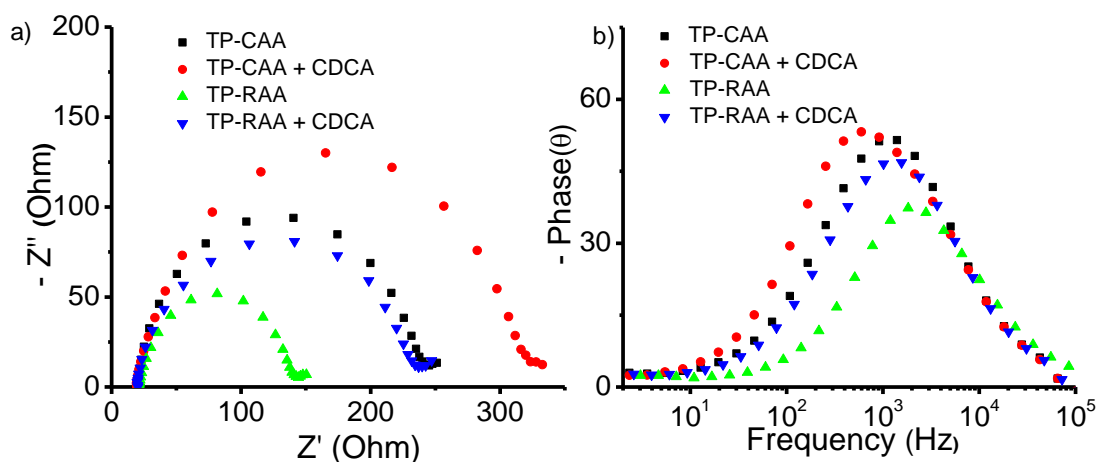 a)
TP-CAA
TP-CAA + CDCA
TP-RAA
TP-RAA + CDCA
- Z'' (Ohm)
200
150
100
50
0
0 100 200 300
Z' (Ohm)
b)
TP-CAA
TP-CAA + CDCA
TP-RAA
TP-RAA + CDCA
- Phase(θ)
60
30
0
10¹ 10² 10³ 10⁴ 10⁵
Frequency (Hz)